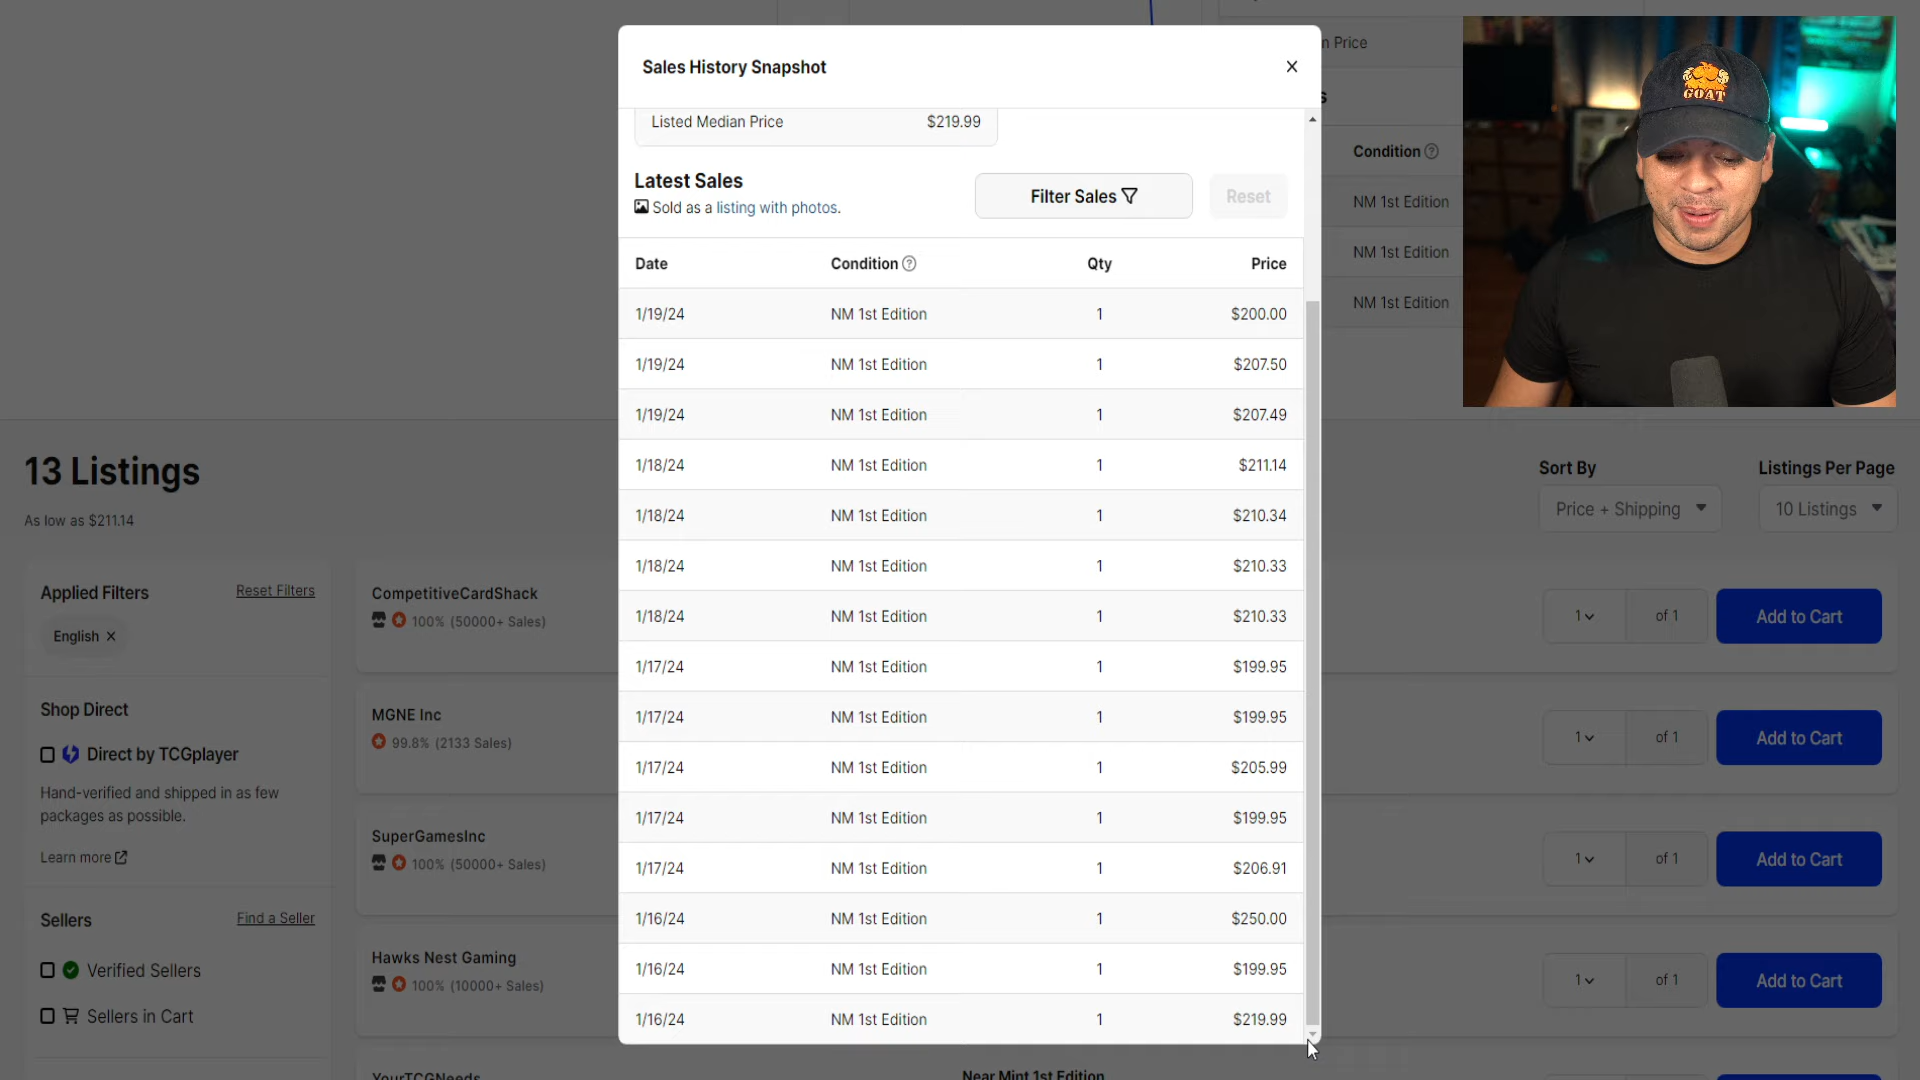 Sales History Snapshot
n Price
Listed Median Price $219.99
Latest Sales
Sold as a listing with photos.
Filter Sales
Reset
Date Condition Qty Price
1/19/24 NM 1st Edition 1 $200.00
1/19/24 NM 1st Edition 1 $207.50
1/19/24 NM 1st Edition 1 $207.49
1/18/24 NM 1st Edition 1 $211.14
1/18/24 NM 1st Edition 1 $210.34
1/18/24 NM 1st Edition 1 $210.33
1/18/24 NM 1st Edition 1 $210.33
1/17/24 NM 1st Edition 1 $199.95
1/17/24 NM 1st Edition 1 $199.95
1/17/24 NM 1st Edition 1 $205.99
1/17/24 NM 1st Edition 1 $199.95
1/17/24 NM 1st Edition 1 $206.91
1/16/24 NM 1st Edition 1 $250.00
1/16/24 NM 1st Edition 1 $199.95
1/16/24 NM 1st Edition 1 $219.99
s
Condition
NM 1st Edition
NM 1st Edition
NM 1st Edition
GOAT
13 Listings
As low as $211.14
Sort By
Price + Shipping
Listings Per Page
10 Listings
Applied Filters Reset Filters
English
Shop Direct
Direct by TCGplayer
Hand-verified and shipped in as few
packages as possible.
Learn more
Sellers Find a Seller
Verified Sellers
Sellers in Cart
CompetitiveCardShack
100% (50000+ Sales)
1 of 1 Add to Cart
MGNE Inc
99.8% (2133 Sales)
1 of 1 Add to Cart
SuperGamesInc
100% (50000+ Sales)
1 of 1 Add to Cart
Hawks Nest Gaming
100% (10000+ Sales)
1 of 1 Add to Cart
YourTCGNeeds
Near Mint 1st Edition